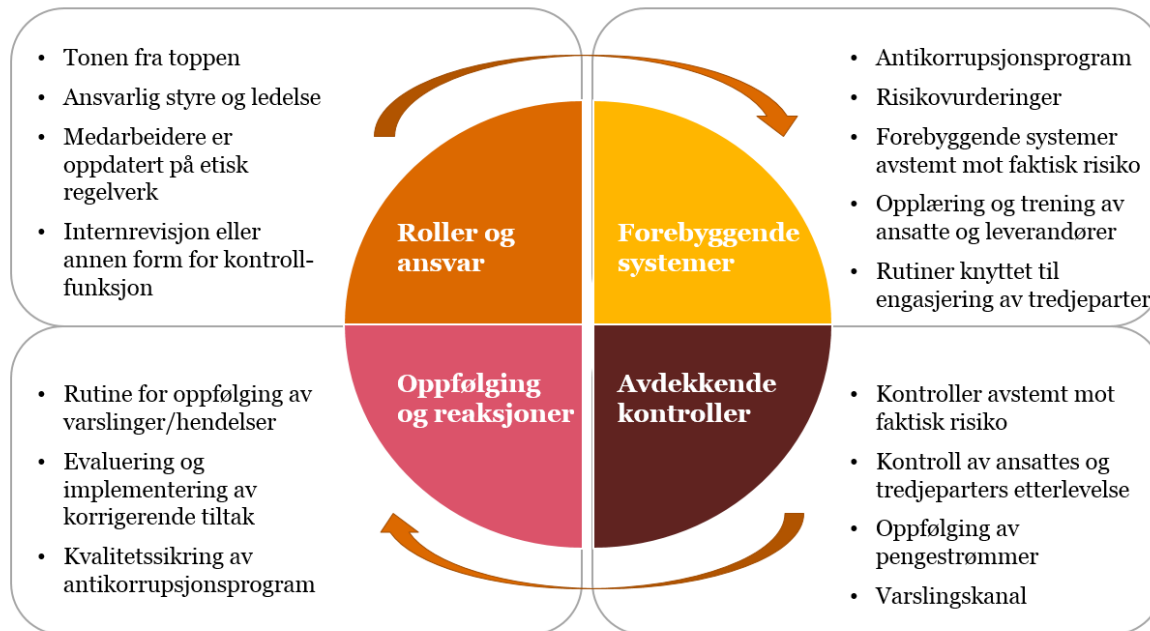 • Tonen fra toppen
• Ansvarlig styre og ledelse
• Medarbeidere er
oppdatert på etisk
regelverk
• Internrevisjon eller
annen form for kontroll-
funksjon
• Antikorrupsjonsprogram
• Risikovurderinger
• Forebyggende systemer
avstemt mot faktisk risiko
• Opplæring og trening av
ansatte og leverandører
• Rutiner knyttet til
engasjering av tredjeparter
Roller og
ansvar
Forebyggende
systemer
Oppfølging
og reaksjoner
Avdekkende
kontroller
• Rutine for oppfølging av
varslinger/hendelser
• Evaluering og
implementering av
korrigerende tiltak
• Kvalitetssikring av
antikorrupsjonsprogram
• Kontroller avstemt mot
faktisk risiko
• Kontroll av ansattes og
tredjeparters etterlevelse
• Oppfølging av
pengestrømmer
• Varslingskanal